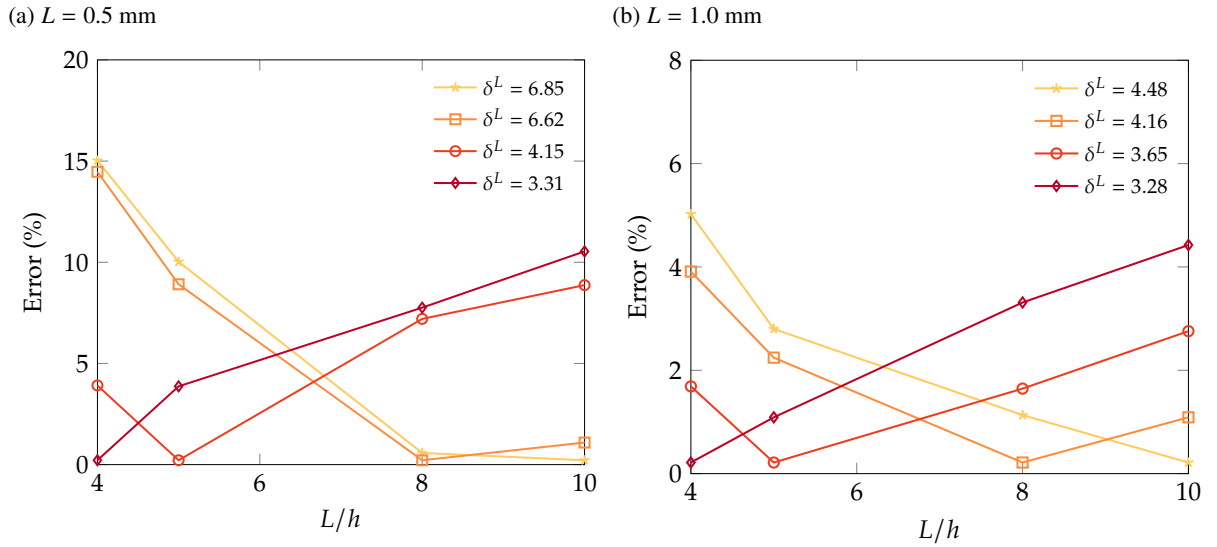 (a) L = 0.5 mm
20
15
10
5
0
4
6
8
10
Error (%)
L/h
δ^L = 6.85
δ^L = 6.62
δ^L = 4.15
δ^L = 3.31
(b) L = 1.0 mm
8
6
4
2
0
4
6
8
10
Error (%)
L/h
δ^L = 4.48
δ^L = 4.16
δ^L = 3.65
δ^L = 3.28